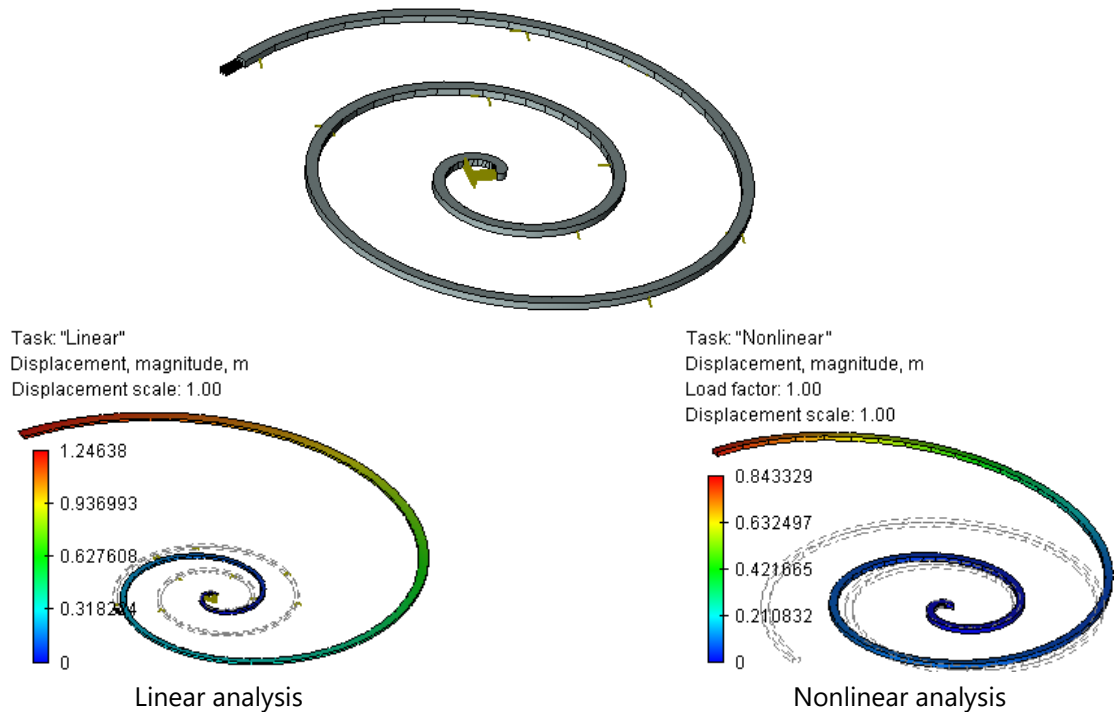 Task: "Linear"
Displacement, magnitude, m
Displacement scale: 1.00
1.24638
0.936993
0.627608
0.318224
0
Linear analysis
Task: "Nonlinear"
Displacement, magnitude, m
Load factor: 1.00
Displacement scale: 1.00
0.843329
0.632497
0.421665
0.210832
0
Nonlinear analysis